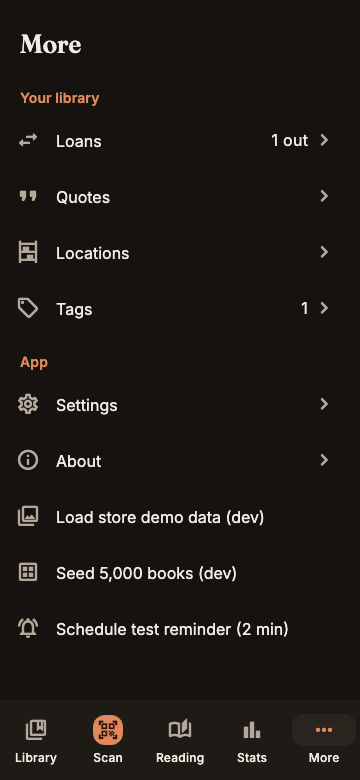 More
Your library
Loans 1 out
Quotes
Locations
Tags 1
App
Settings
About
Load store demo data (dev)
Seed 5,000 books (dev)
Schedule test reminder (2 min)
Library Scan Reading Stats More